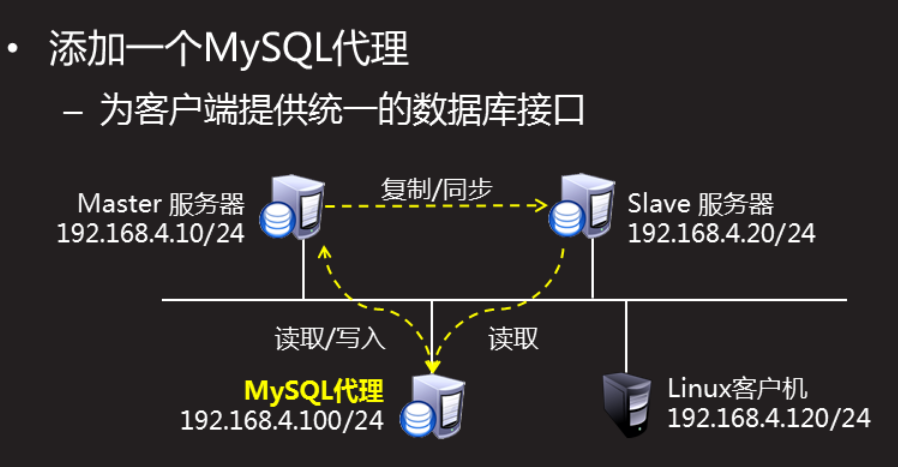 • 添加一个MySQL代理
– 为客户端提供统一的数据库接口
Master 服务器
192.168.4.10/24
复制/同步
Slave 服务器
192.168.4.20/24
读取/写入
读取
MySQL代理
192.168.4.100/24
Linux客户机
192.168.4.120/24